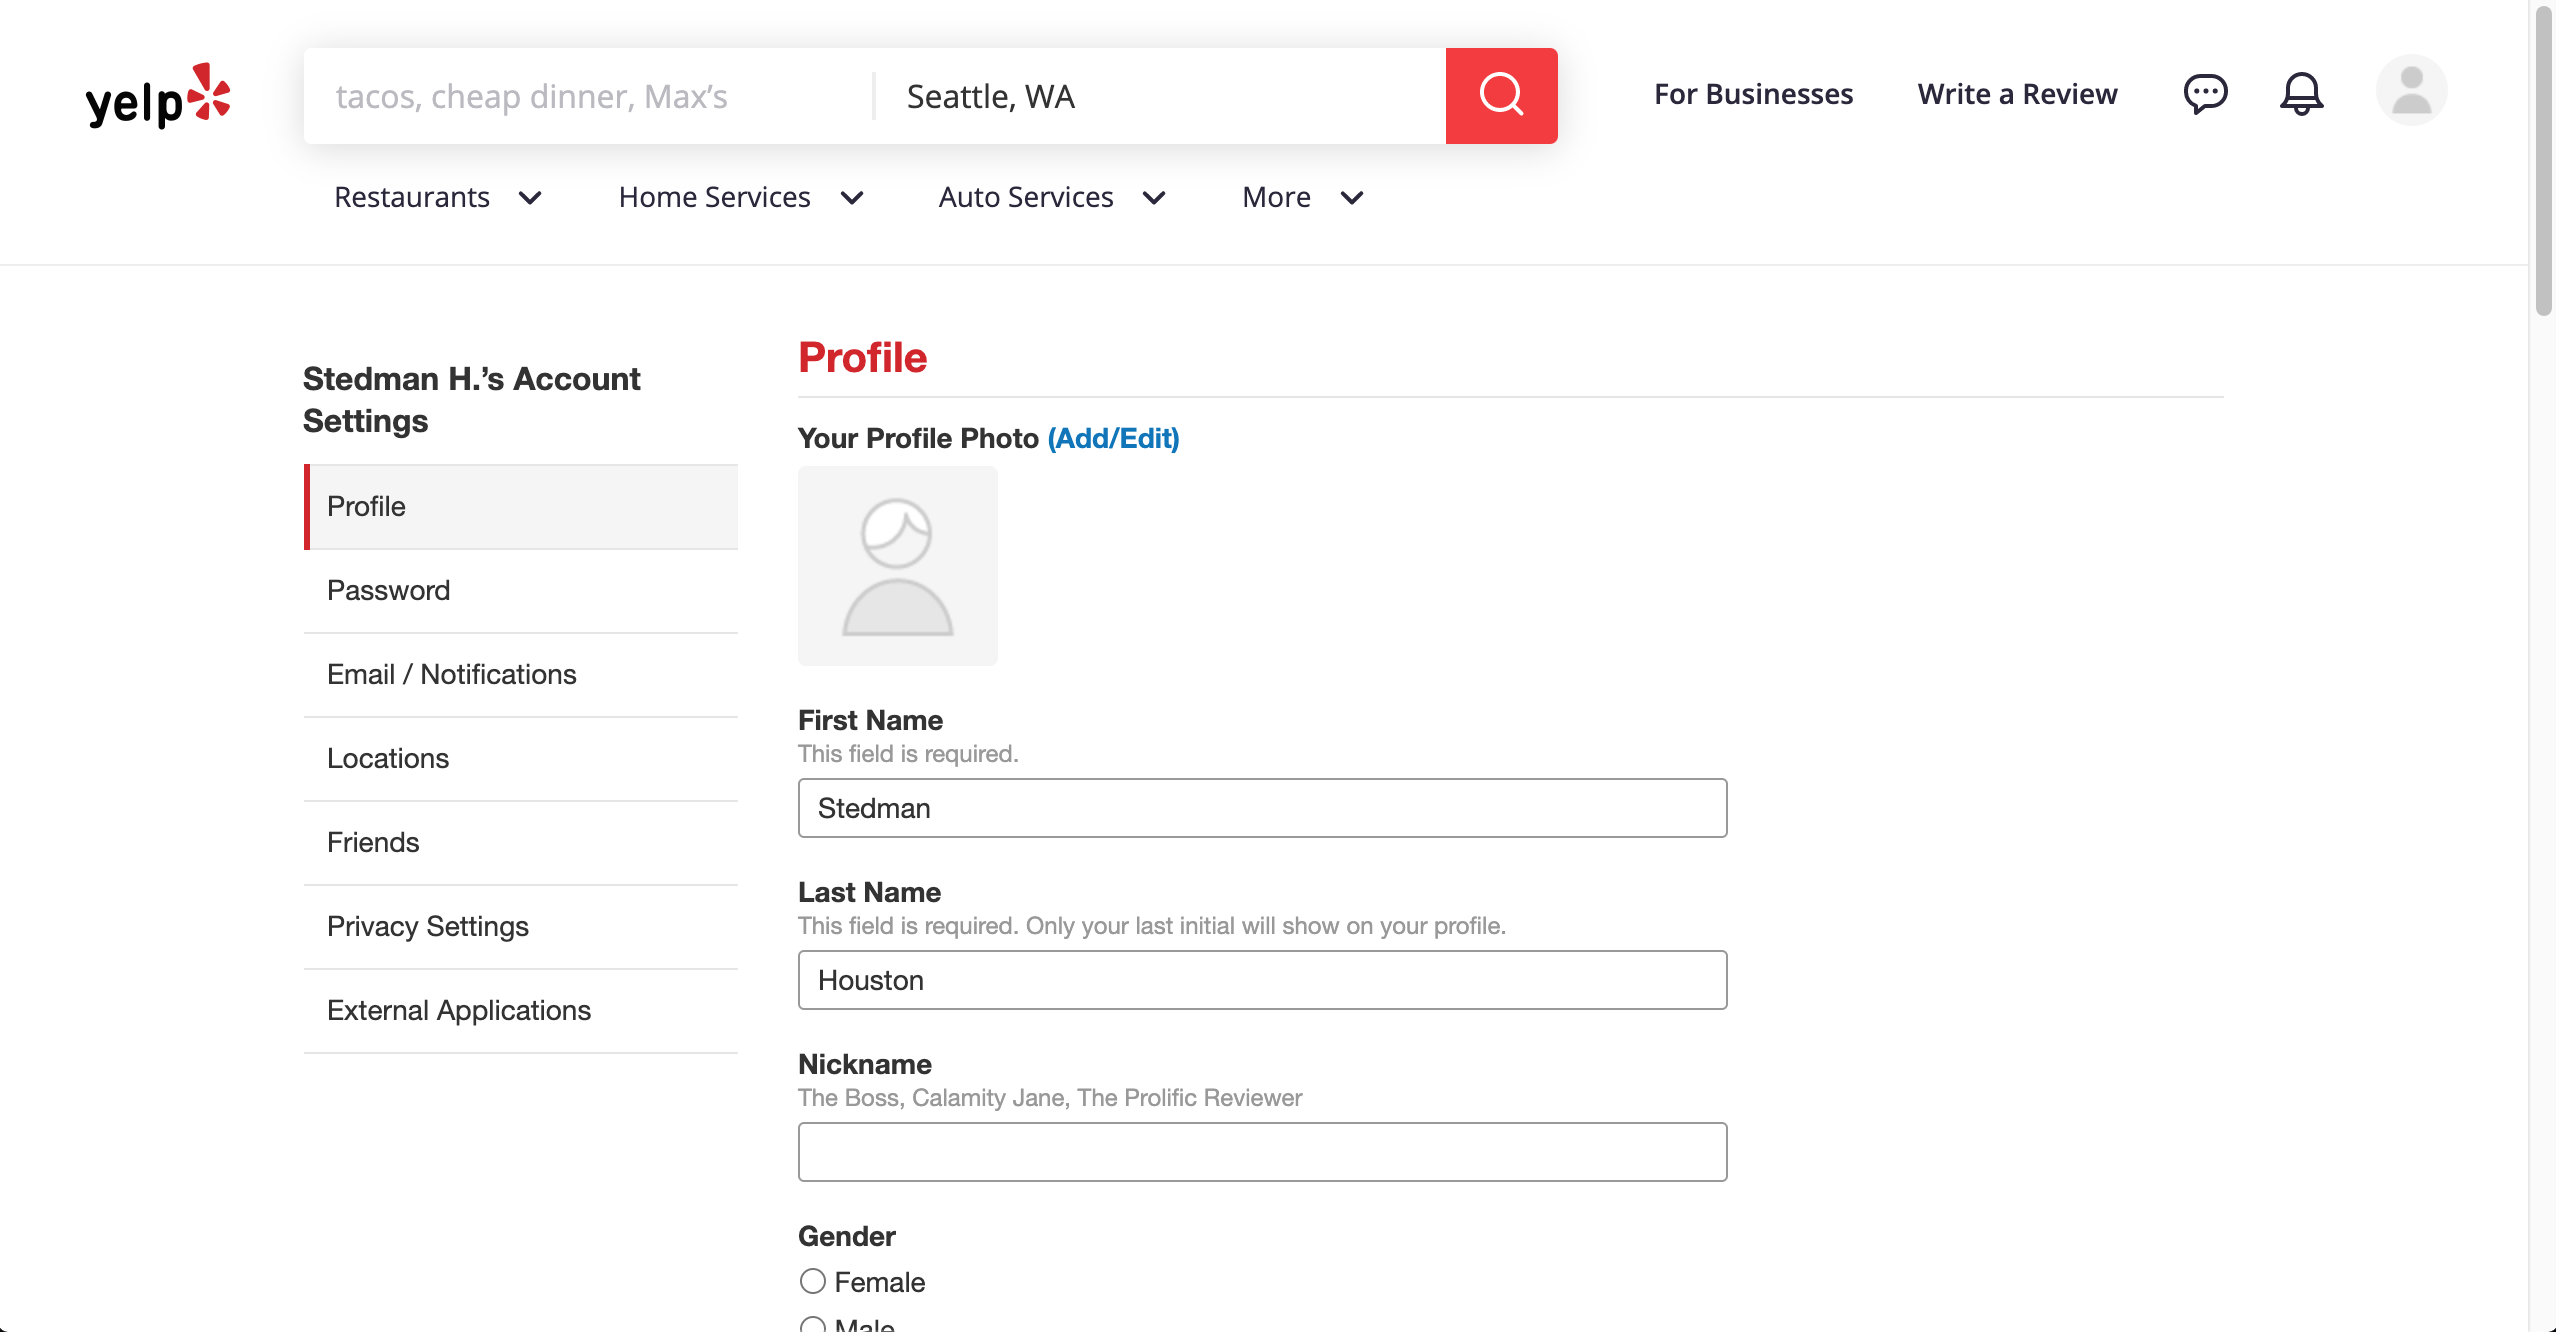 yelp
tacos, cheap dinner, Max's
Seattle, WA
For Businesses
Write a Review
Restaurants
Home Services
Auto Services
More
Stedman H.’s Account
Settings
Profile
Password
Email / Notifications
Locations
Friends
Privacy Settings
External Applications
Profile
Your Profile Photo (Add/Edit)
First Name
This field is required.
Stedman
Last Name
This field is required. Only your last initial will show on your profile.
Houston
Nickname
The Boss, Calamity Jane, The Prolific Reviewer
Gender
Female
Male